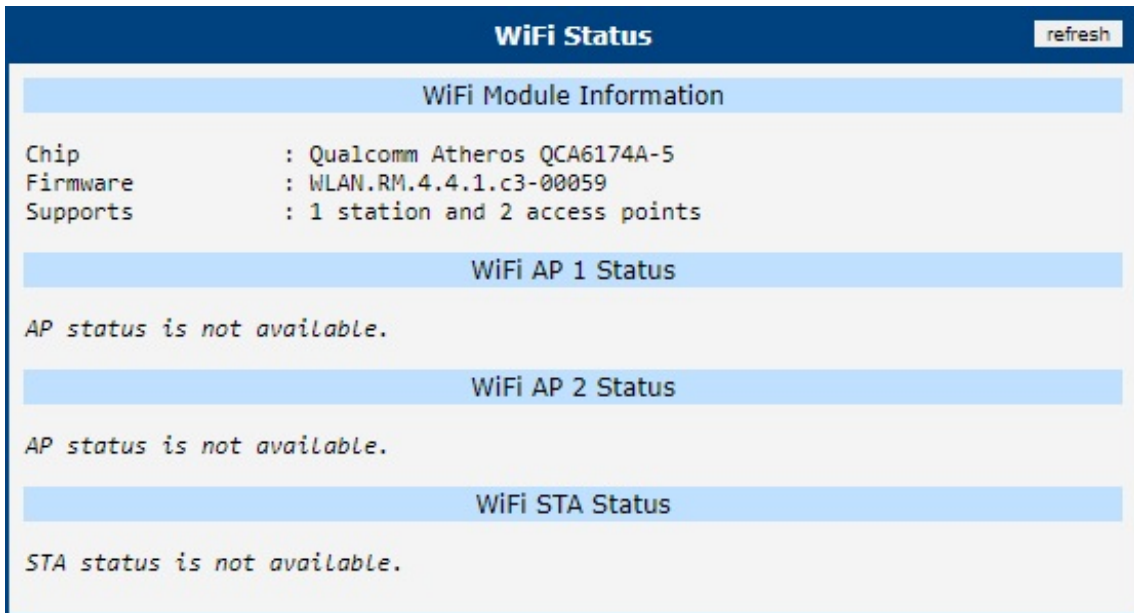 WiFi Status
refresh
WiFi Module Information
Chip : Qualcomm Atheros QCA6174A-5
Firmware : WLAN.RM.4.4.1.c3-00059
Supports : 1 station and 2 access points
WiFi AP 1 Status
AP status is not available.
WiFi AP 2 Status
AP status is not available.
WiFi STA Status
STA status is not available.